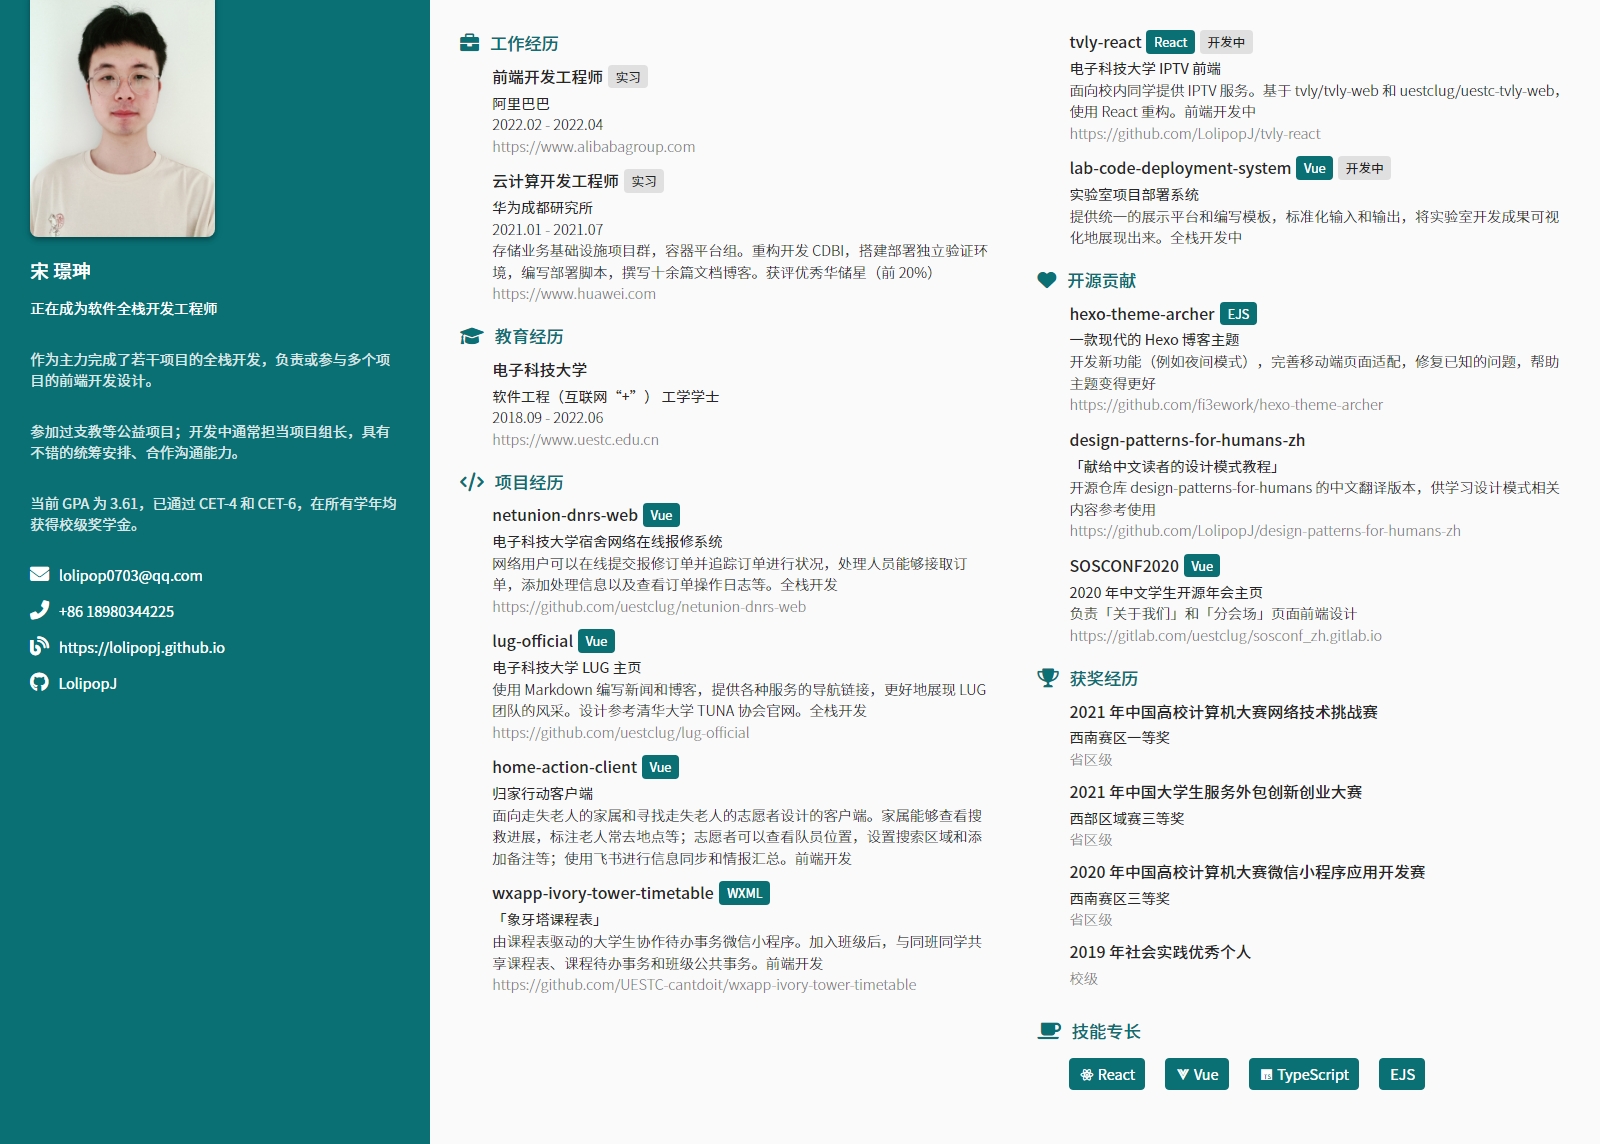 宋 璟珅
正在成为软件全栈开发工程师
作为主力完成了若干项目的全栈开发，负责或参与多个项
目的前端开发设计。
参加过支教等公益项目；开发中通常担当项目组长，具有
不错的统筹安排、合作沟通能力。
当前 GPA 为 3.61，已通过 CET-4 和 CET-6，在所有学年均
获得校级奖学金。
lolipop0703@qq.com
+86 18980344225
https://lolipopj.github.io
LolipopJ
工作经历
前端开发工程师 实习
阿里巴巴
2022.02 - 2022.04
https://www.alibabagroup.com
云计算开发工程师 实习
华为成都研究所
2021.01 - 2021.07
存储业务基础设施项目群，容器平台组。重构开发 CDBI，搭建部署独立验证环
境，编写部署脚本，撰写十余篇文档博客。获评优秀华储星（前 20%）
https://www.huawei.com
教育经历
电子科技大学
软件工程（互联网“+”） 工学学士
2018.09 - 2022.06
https://www.uestc.edu.cn
项目经历
netunion-dnrs-web Vue
电子科技大学宿舍网络在线报修系统
网络用户可以在线提交报修订单并追踪订单进行状况，处理人员能够接取订
单，添加处理信息以及查看订单操作日志等。全栈开发
https://github.com/uestclug/netunion-dnrs-web
lug-official Vue
电子科技大学 LUG 主页
使用 Markdown 编写新闻和博客，提供各种服务的导航链接，更好地展现 LUG
团队的风采。设计参考清华大学 TUNA 协会官网。全栈开发
https://github.com/uestclug/lug-official
home-action-client Vue
归家行动客户端
面向走失老人的家属和寻找走失老人的志愿者设计的客户端。家属能够查看搜
救进展，标注老人常去地点等；志愿者可以查看队员位置，设置搜索区域和添
加备注等；使用飞书进行信息同步和情报汇总。前端开发
wxapp-ivory-tower-timetable WXML
「象牙塔课程表」
由课程表驱动的大学生协作待办事务微信小程序。加入班级后，与同班同学共
享课程表、课程待办事务和班级公共事务。前端开发
https://github.com/UESTC-cantdoit/wxapp-ivory-tower-timetable
tvly-react React 开发中
电子科技大学 IPTV 前端
面向校内同学提供 IPTV 服务。基于 tvly/tvly-web 和 uestclug/uestc-tvly-web，
使用 React 重构。前端开发中
https://github.com/LolipopJ/tvly-react
lab-code-deployment-system Vue 开发中
实验室项目部署系统
提供统一的展示平台和编写模板，标准化输入和输出，将实验室开发成果可视
化地展现出来。全栈开发中
开源贡献
hexo-theme-archer EJS
一款现代的 Hexo 博客主题
开发新功能（例如夜间模式），完善移动端页面适配，修复已知的问题，帮助
主题变得更好
https://github.com/fi3ework/hexo-theme-archer
design-patterns-for-humans-zh
「献给中文读者的设计模式教程」
开源仓库 design-patterns-for-humans 的中文翻译版本，供学习设计模式相关
内容参考使用
https://github.com/LolipopJ/design-patterns-for-humans-zh
SOSCONF2020 Vue
2020 年中文学生开源年会主页
负责「关于我们」和「分会场」页面前端设计
https://gitlab.com/uestclug/sosconf_zh.gitlab.io
获奖经历
2021 年中国高校计算机大赛网络技术挑战赛
西南赛区一等奖
省区级
2021 年中国大学生服务外包创新创业大赛
西部区域赛三等奖
省区级
2020 年中国高校计算机大赛微信小程序应用开发赛
西南赛区三等奖
省区级
2019 年社会实践优秀个人
校级
技能专长
React Vue TS TypeScript EJS